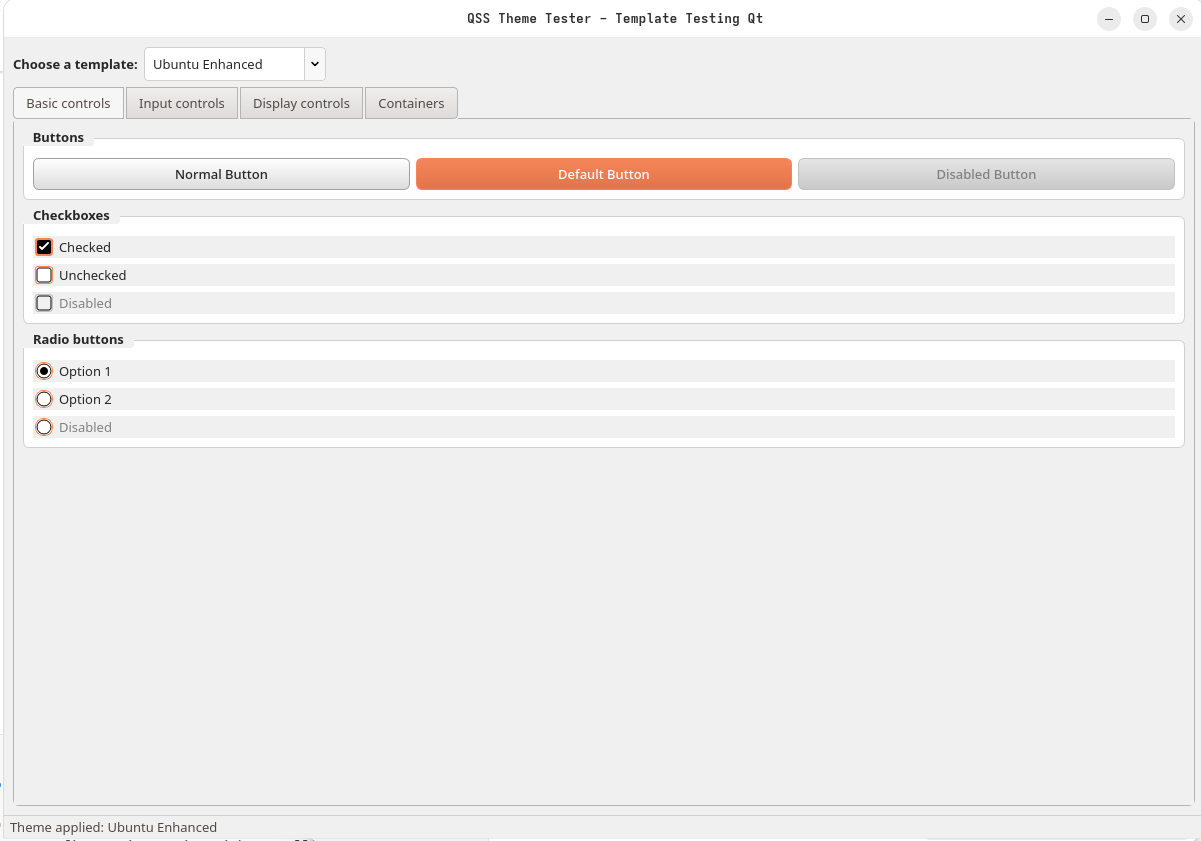 QSS Theme Tester - Template Testing Qt
Choose a template: Ubuntu Enhanced
Basic controls Input controls Display controls Containers
Buttons
Normal Button Default Button Disabled Button
Checkboxes
Checked
Unchecked
Disabled
Radio buttons
Option 1
Option 2
Disabled
Theme applied: Ubuntu Enhanced